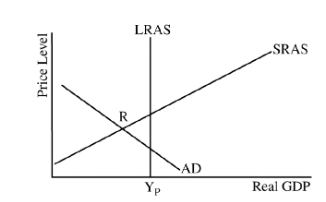 LRAS
SRAS
Price Level
R
AD
Yₚ
Real GDP